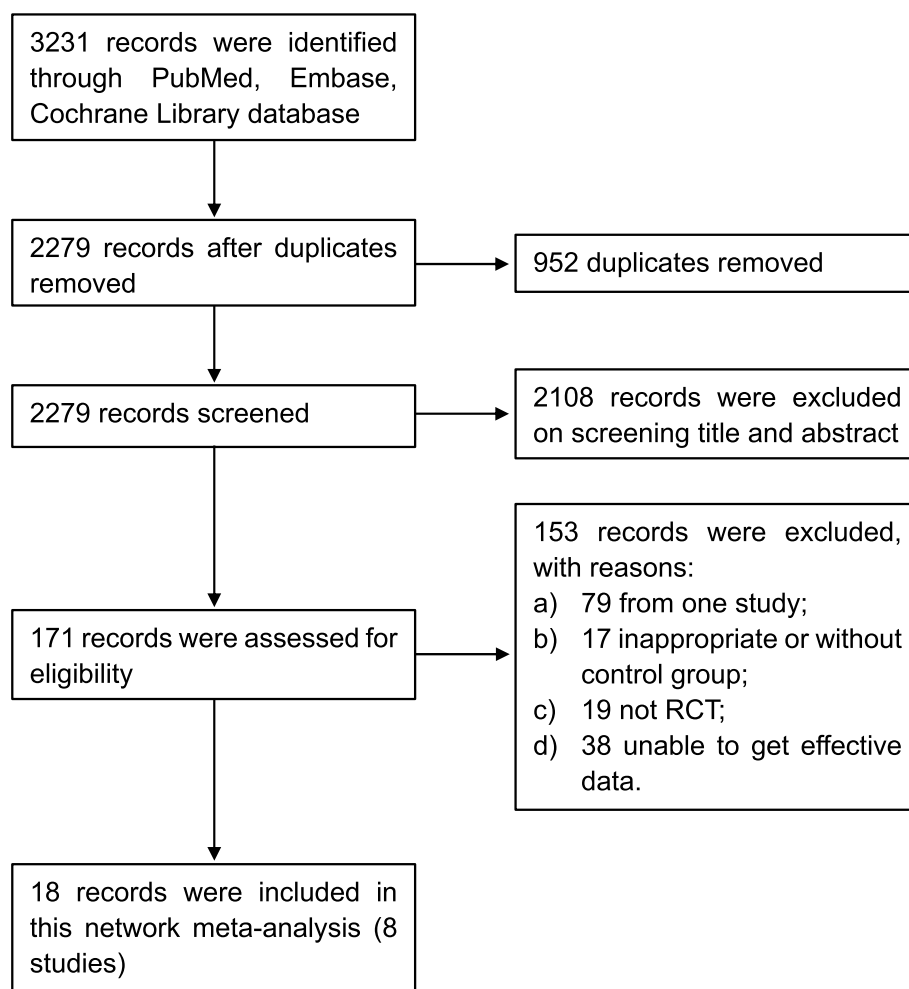 3231 records were identified
through PubMed, Embase,
Cochrane Library database
2279 records after duplicates
removed
952 duplicates removed
2279 records screened
2108 records were excluded
on screening title and abstract
171 records were assessed for
eligibility
153 records were excluded,
with reasons:
a) 79 from one study;
b) 17 inappropriate or without
control group;
c) 19 not RCT;
d) 38 unable to get effective
data.
18 records were included in
this network meta-analysis (8
studies)